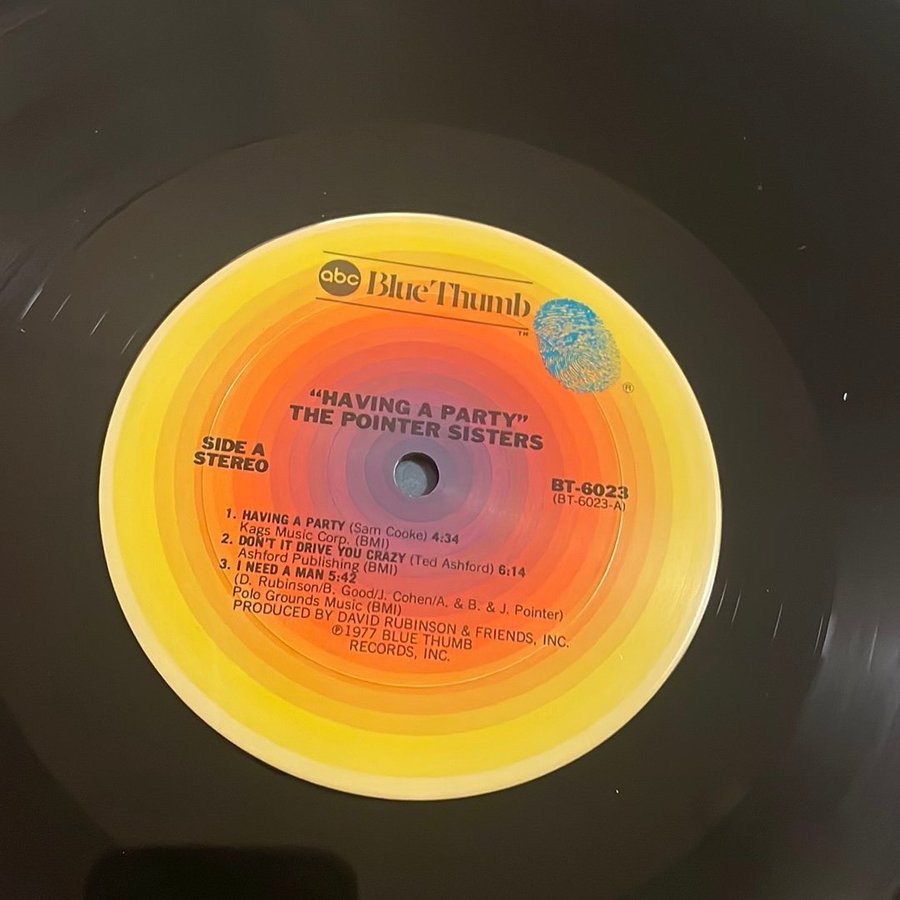 abc Blue Thumb
TM
®
“HAVING A PARTY”
THE POINTER SISTERS
SIDE A
STEREO
BT-6023
(BT-6023-A)
1. HAVING A PARTY (Sam Cooke) 4:34
Kags Music Corp. (BMI)
2. DON'T IT DRIVE YOU CRAZY (Ted Ashford) 6:14
Ashford Publishing (BMI)
3. I NEED A MAN 5:42
(D. Rubinson/B. Good/J. Cohen/A. & B. & J. Pointer)
Polo Grounds Music (BMI)
PRODUCED BY DAVID RUBINSON & FRIENDS, INC.
℗1977 BLUE THUMB
RECORDS, INC.